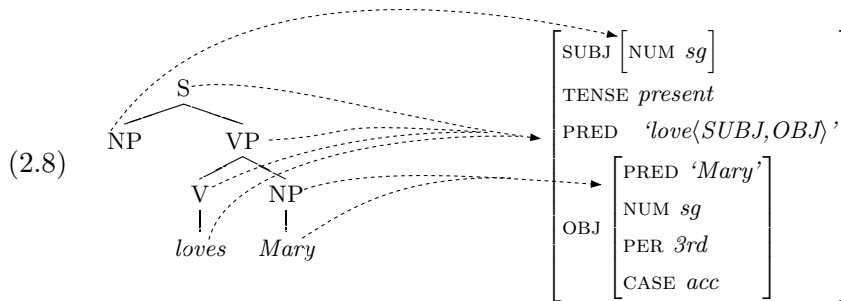 (2.8)
S
NP VP
V NP
loves Mary
SUBJ [NUM sg]
TENSE present
PRED ‘love⟨SUBJ,OBJ⟩’
OBJ
PRED ‘Mary’
NUM sg
PER 3rd
CASE acc